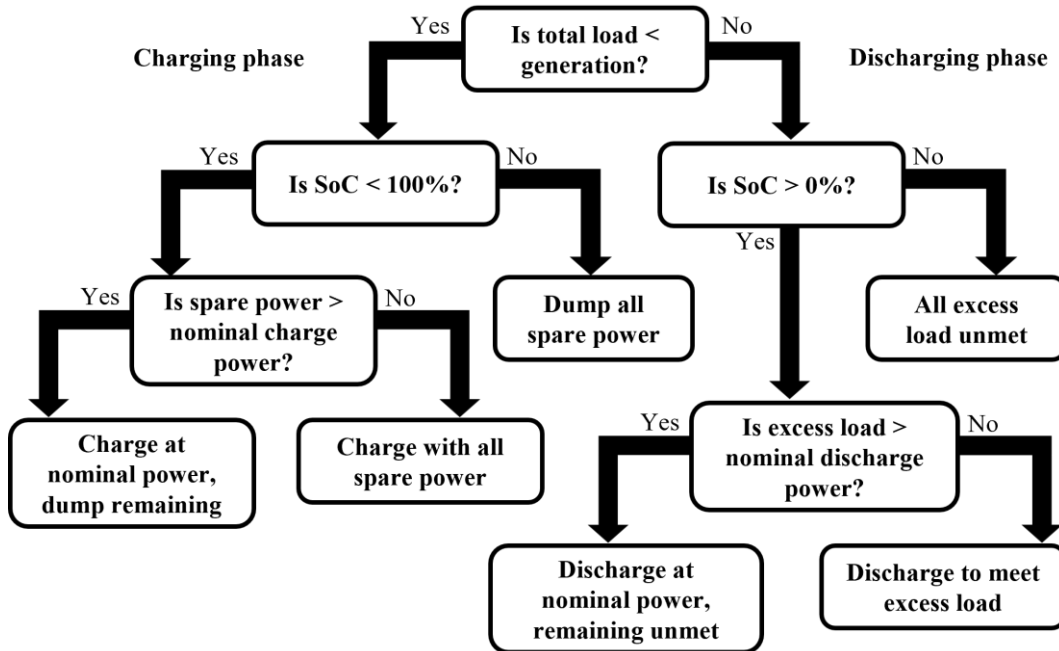 Yes
Is total load <
generation?
No
Charging phase
Discharging phase
Yes
Is SoC < 100%?
No
Is SoC > 0%?
No
Yes
Yes
Is spare power >
nominal charge
power?
No
Dump all
spare power
All excess
load unmet
Charge at
nominal power,
dump remaining
Charge with all
spare power
Yes
Is excess load >
nominal discharge
power?
No
Discharge at
nominal power,
remaining unmet
Discharge to meet
excess load